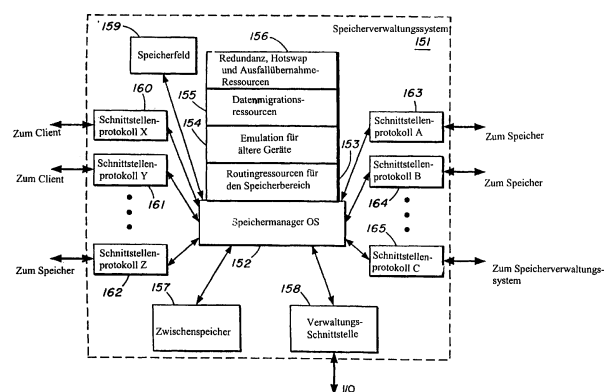 Speicherverwaltungssystem
151
159
Speicherfeld
156
Redundanz, Hotswap
und Ausfallübernahme-
Ressourcen
155
Datenmigrations-
ressourcen
154
Emulation für
ältere Geräte
153
Routingressourcen für
den Speicherbereich
160
Zum Client
Schnittstellen-
protokoll X
Zum Client
Schnittstellen-
protokoll Y
161
Zum Speicher
Schnittstellen-
protokoll Z
162
163
Schnittstellen-
protokoll A
Zum Speicher
Schnittstellen-
protokoll B
Zum Speicher
164
165
Schnittstellen-
protokoll C
Zum Speicherverwaltungs-
system
Speichermanager OS
152
157
Zwischenspeicher
158
Verwaltungs-
Schnittstelle
I/O